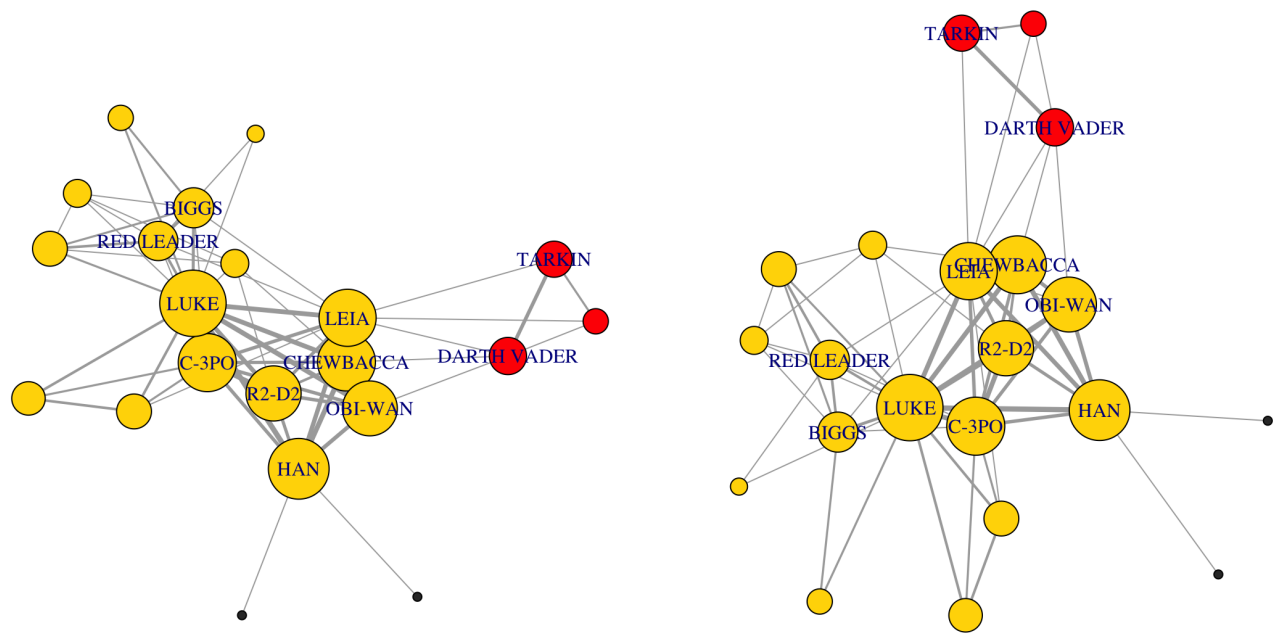 BIGGS
RED LEADER
LUKE
TARKIN
LEIA
C-3PO
CHEWBACCA
DARTH VADER
R2-D2
OBI-WAN
HAN
TARKIN
DARTH VADER
LEIA
CHEWBACCA
OBI-WAN
R2-D2
RED LEADER
LUKE
HAN
C-3PO
BIGGS